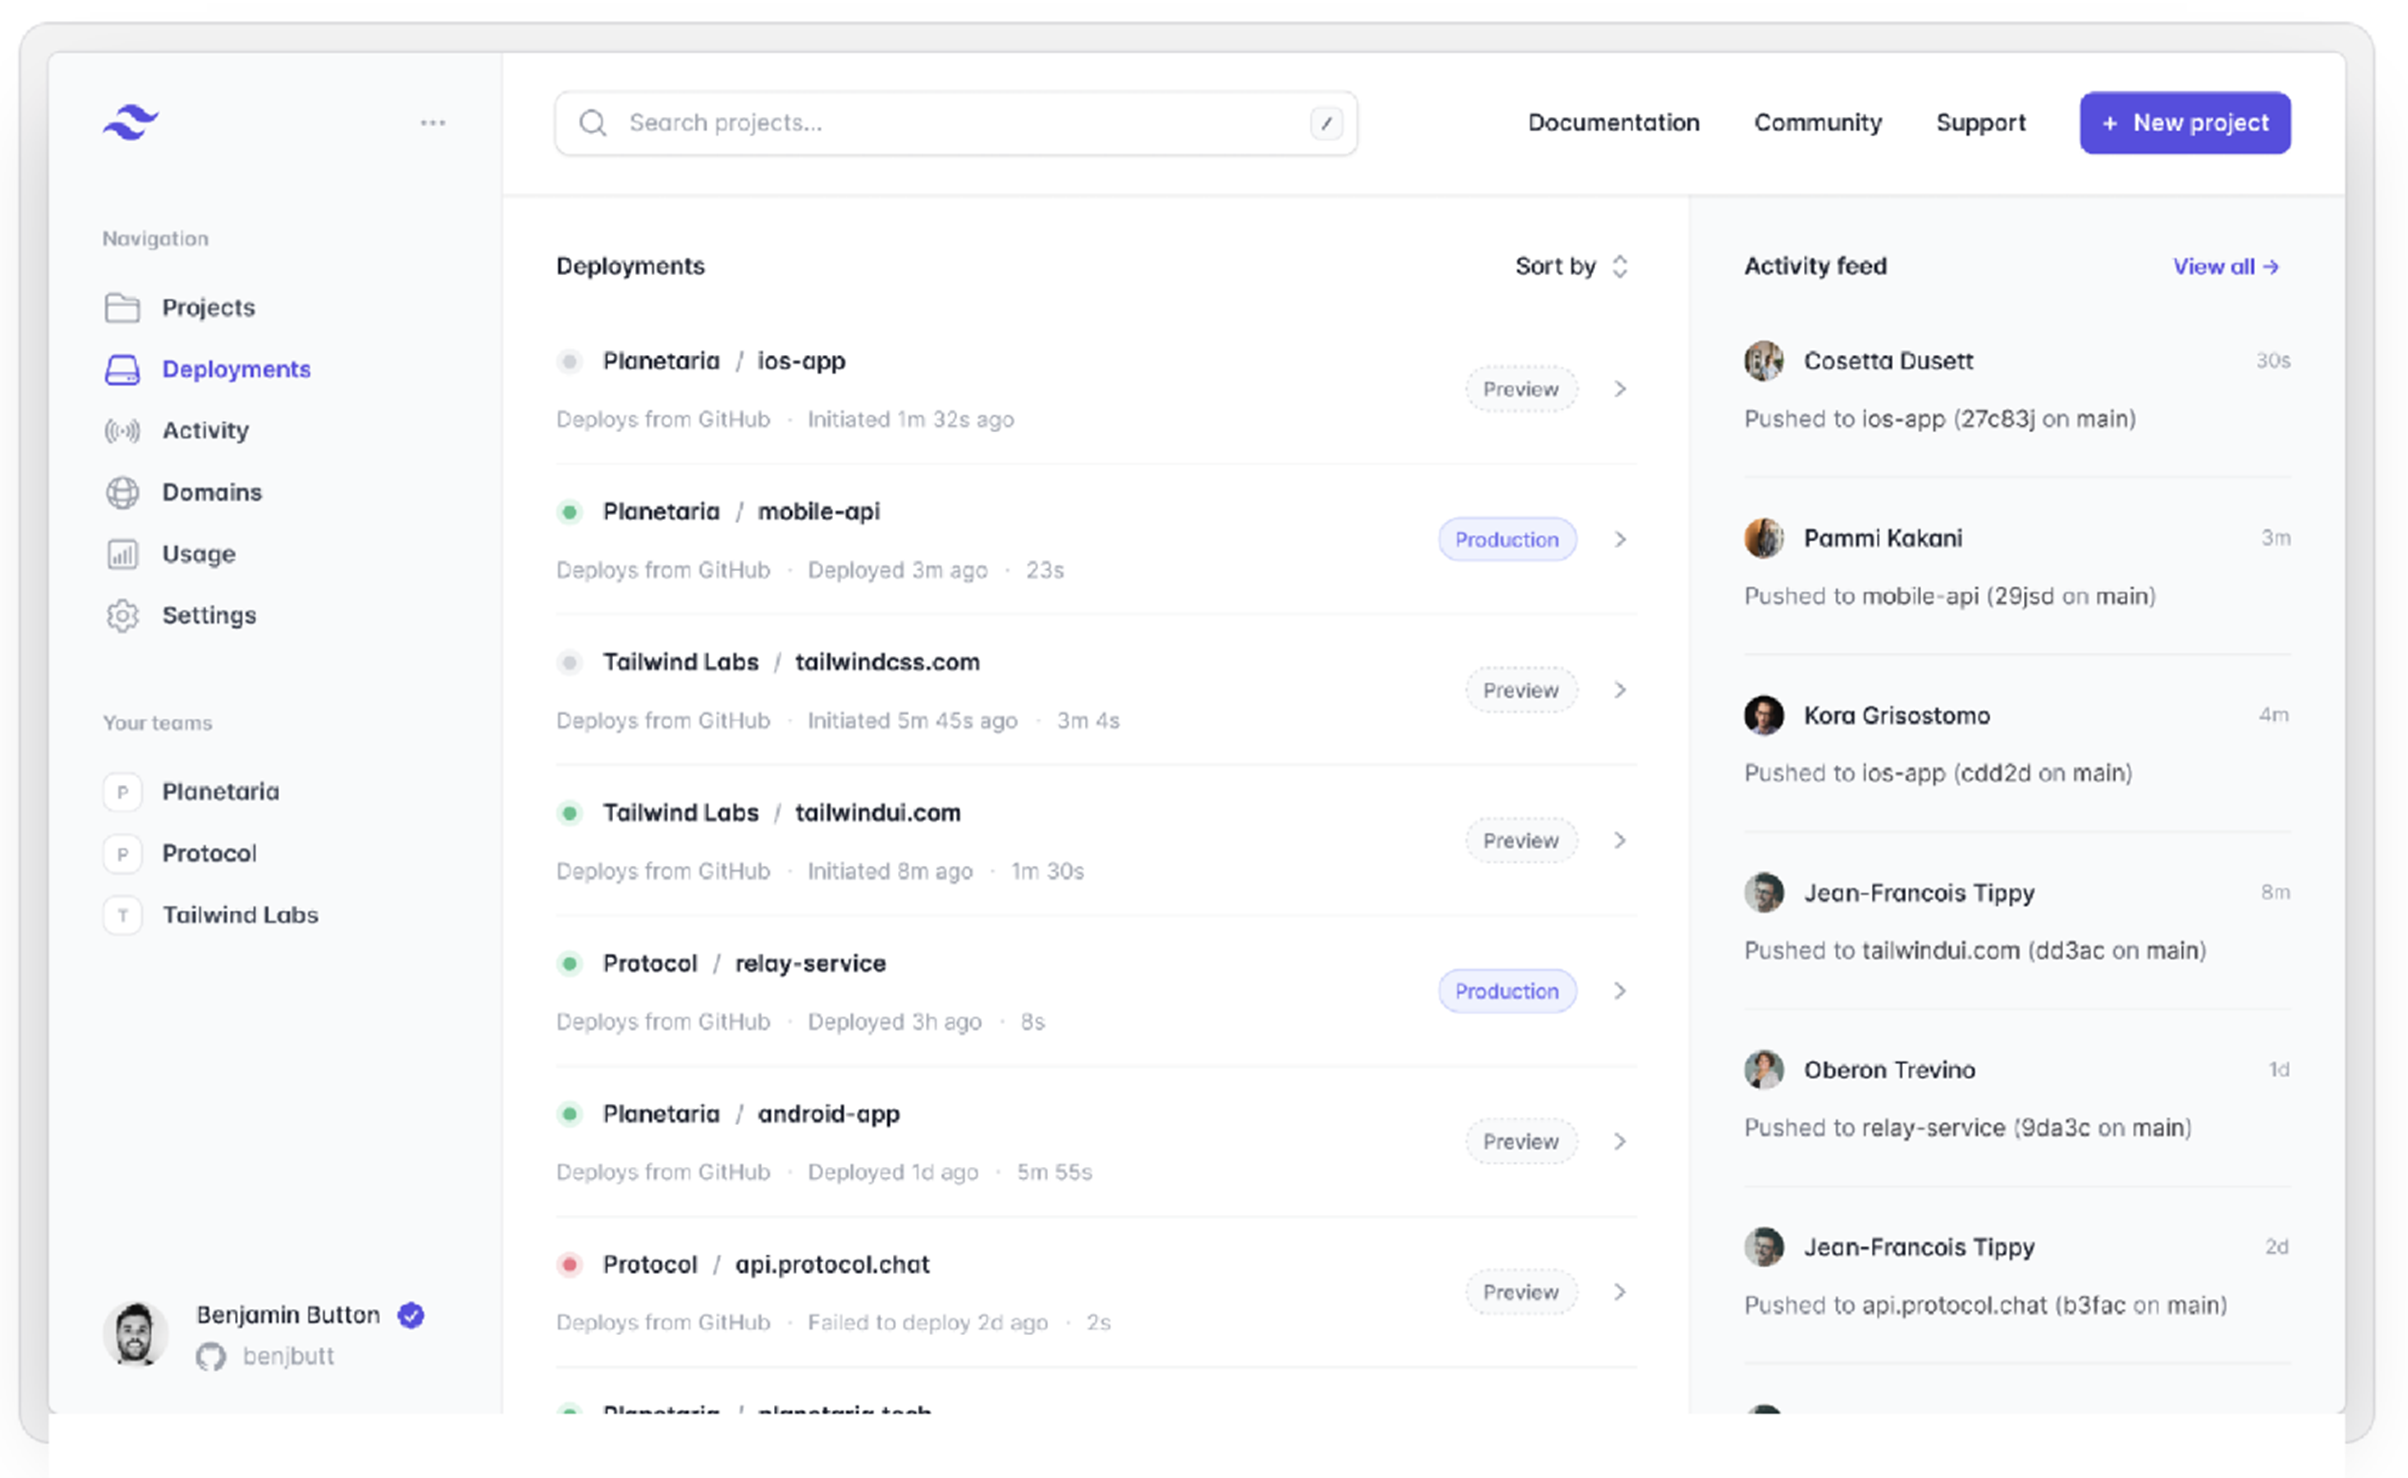 Search projects...
/
Documentation
Community
Support
+ New project
Navigation
Projects
Deployments
Activity
Domains
Usage
Settings
Your teams
P Planetaria
P Protocol
T Tailwind Labs
Benjamin Button
benjbutt
Deployments
Sort by
Planetaria / ios-app
Deploys from GitHub · Initiated 1m 32s ago
Preview
Planetaria / mobile-api
Deploys from GitHub · Deployed 3m ago · 23s
Production
Tailwind Labs / tailwindcss.com
Deploys from GitHub · Initiated 5m 45s ago · 3m 4s
Preview
Tailwind Labs / tailwindui.com
Deploys from GitHub · Initiated 8m ago · 1m 30s
Preview
Protocol / relay-service
Deploys from GitHub · Deployed 3h ago · 8s
Production
Planetaria / android-app
Deploys from GitHub · Deployed 1d ago · 5m 55s
Preview
Protocol / api.protocol.chat
Deploys from GitHub · Failed to deploy 2d ago · 2s
Preview
Planetaria / planetaria.tech
Activity feed
View all →
Cosetta Dusett 30s
Pushed to ios-app (27c83j on main)
Pammi Kakani 3m
Pushed to mobile-api (29jsd on main)
Kora Grisostomo 4m
Pushed to ios-app (cdd2d on main)
Jean-Francois Tippy 8m
Pushed to tailwindui.com (dd3ac on main)
Oberon Trevino 1d
Pushed to relay-service (9da3c on main)
Jean-Francois Tippy 2d
Pushed to api.protocol.chat (b3fac on main)